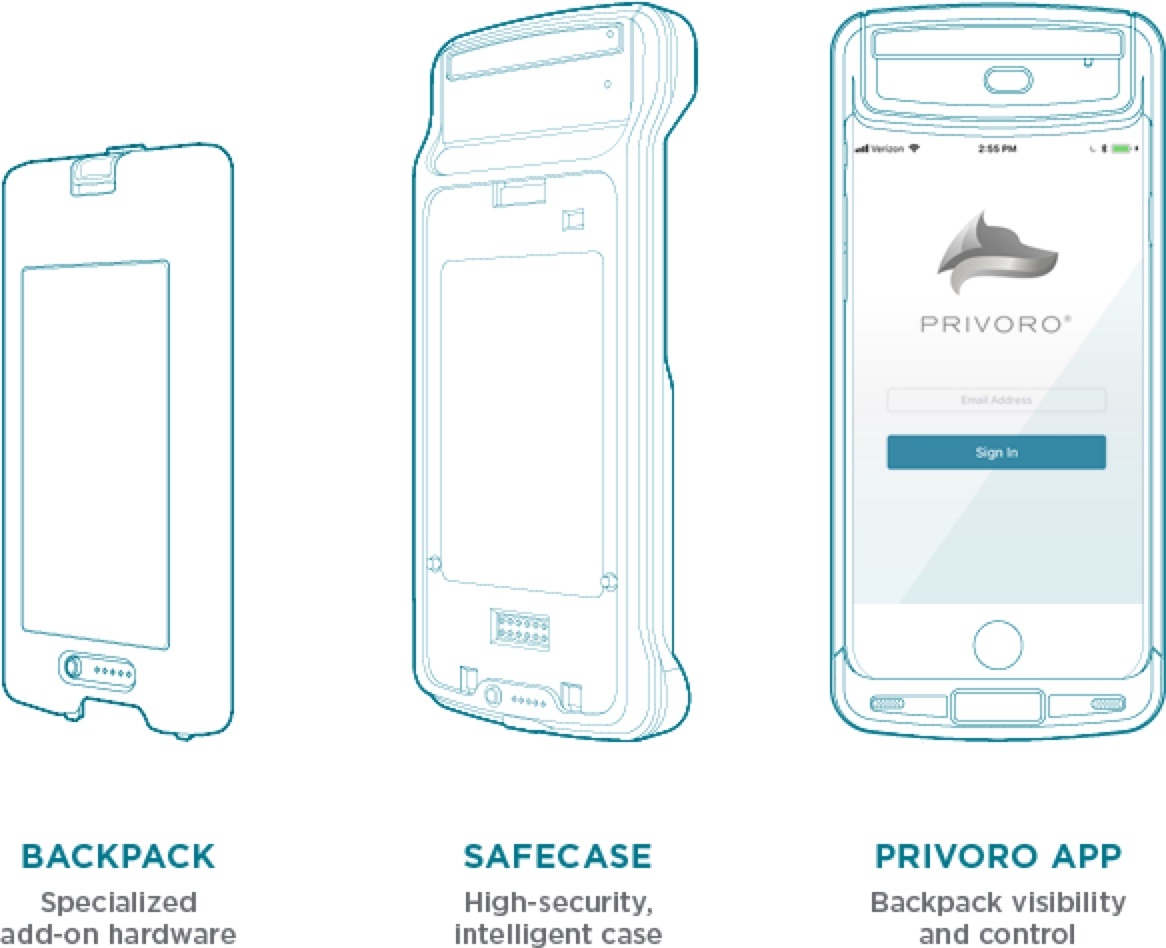 Verizon
2:55 PM
PRIVORO®
Email Address
Sign In
BACKPACK
Specialized
add-on hardware
SAFECASE
High-security,
intelligent case
PRIVORO APP
Backpack visibility
and control